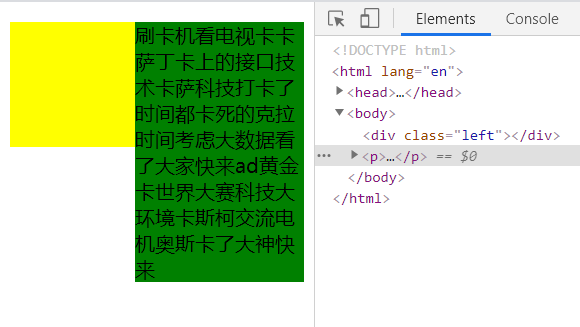 刷卡机看电视卡卡
萨丁卡上的接口技
术卡萨科技打卡了
时间都卡死的克拉
时间考虑大数据看
了大家快来ad黄金
卡世界大赛科技大
环境卡斯柯交流电
机奥斯卡了大神快
来
Elements Console
<!DOCTYPE html>
<html lang="en">
<head>…</head>
<body>
<div class="left"></div>
<p>…</p> == $0
</body>
</html>